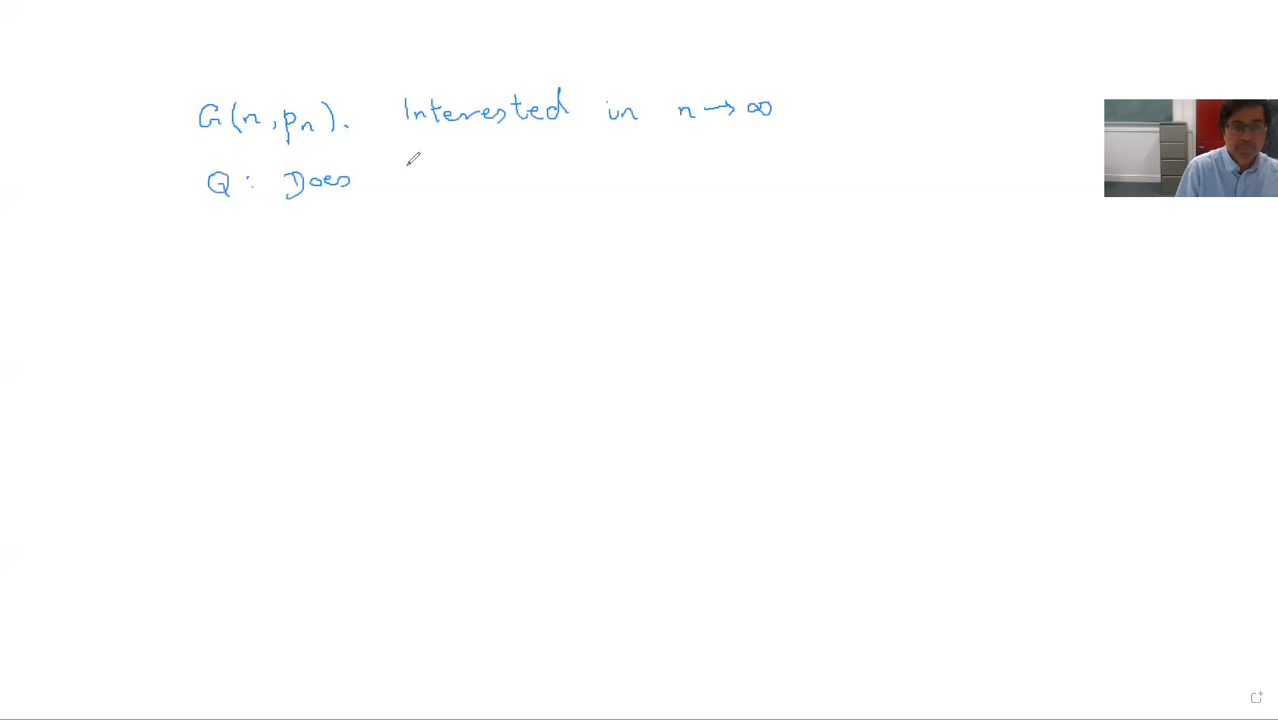 G(n, pₙ). Interested in n → ∞
Q: Does